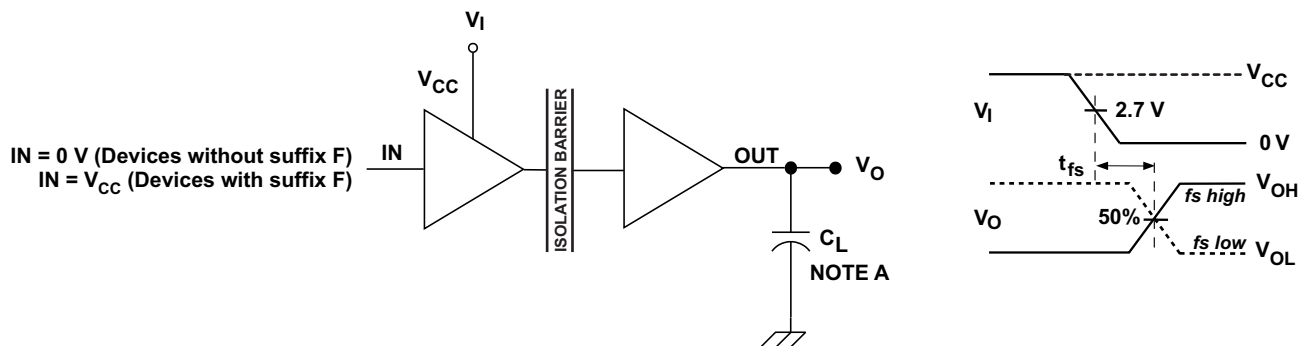 VI
VCC
ISOLATION BARRIER
IN = 0 V (Devices without suffix F)
IN = VCC (Devices with suffix F)
IN
OUT
VO
CL
NOTE A
VCC
VI
2.7 V
0 V
tfs
VOH
fs high
VO
50%
fs low
VOL